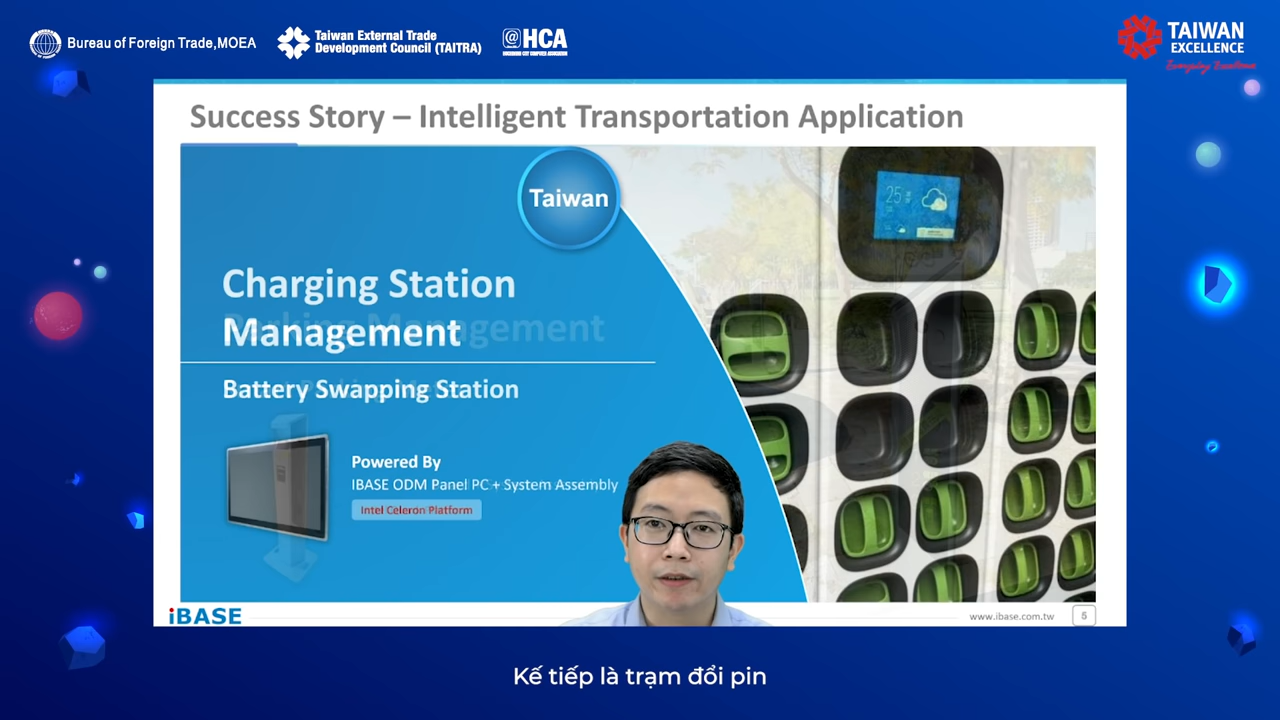 Bureau of Foreign Trade,MOEA
Taiwan External Trade
Development Council (TAITRA)
@HCA
TAIWAN
EXCELLENCE
Everyday Excellence
Success Story – Intelligent Transportation Application
Taiwan
25
Charging Station
Management
Parking Management
Battery Swapping Station
Powered By
IBASE ODM Panel PC + System Assembly
Intel Celeron Platform
iBASE
www.ibase.com.tw
5
Kế tiếp là trạm đổi pin